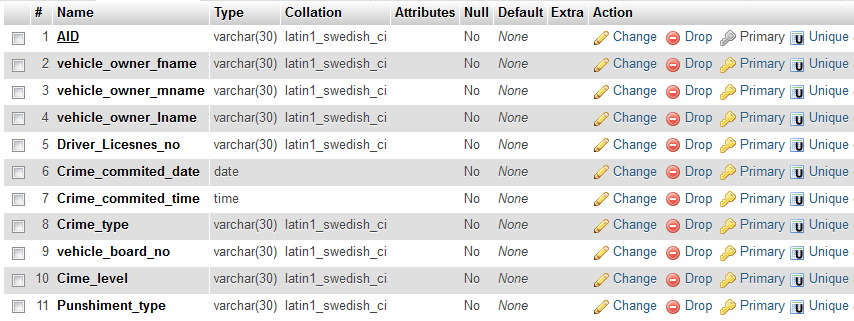 # Name Type Collation Attributes Null Default Extra Action
1 AID varchar(30) latin1_swedish_ci No None Change Drop Primary Unique
2 vehicle_owner_fname varchar(30) latin1_swedish_ci No None Change Drop Primary Unique
3 vehicle_owner_mname varchar(30) latin1_swedish_ci No None Change Drop Primary Unique
4 vehicle_owner_lname varchar(30) latin1_swedish_ci No None Change Drop Primary Unique
5 Driver_Licesnes_no varchar(30) latin1_swedish_ci No None Change Drop Primary Unique
6 Crime_commited_date date No None Change Drop Primary Unique
7 Crime_commited_time time No None Change Drop Primary Unique
8 Crime_type varchar(30) latin1_swedish_ci No None Change Drop Primary Unique
9 vehicle_board_no varchar(30) latin1_swedish_ci No None Change Drop Primary Unique
10 Cime_level varchar(30) latin1_swedish_ci No None Change Drop Primary Unique
11 Punshiment_type varchar(30) latin1_swedish_ci No None Change Drop Primary Unique